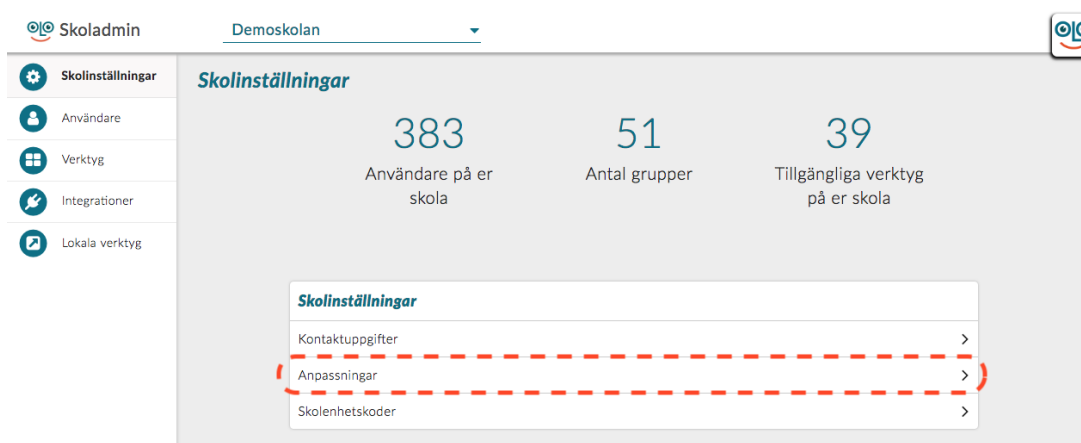 Skoladmin
Demoskolan
Skolinställningar
Användare
Verktyg
Integrationer
Lokala verktyg
Skolinställningar
383
Användare på er
skola
51
Antal grupper
39
Tillgängliga verktyg
på er skola
Skolinställningar
Kontaktuppgifter
Anpassningar
Skolenhetskoder